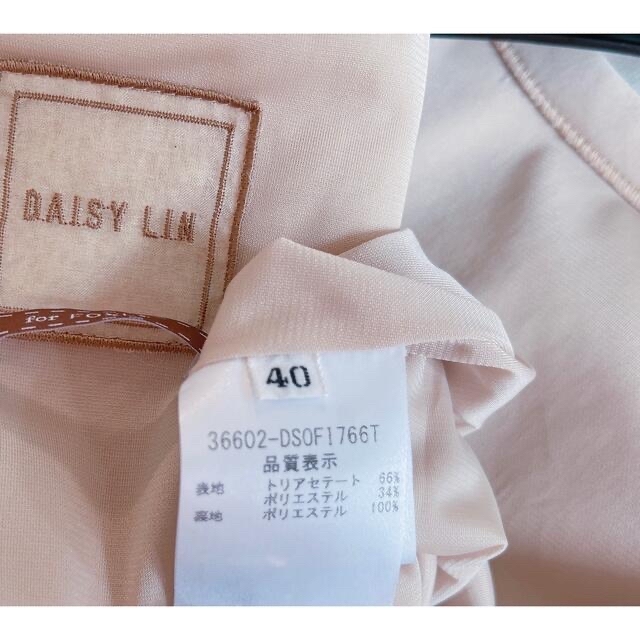 DAISY LIN
for FOXEY
40
36602-DSOF1766T
品質表示
表地 トリアセテート 66%
ポリエステル 34%
裏地 ポリエステル 100%